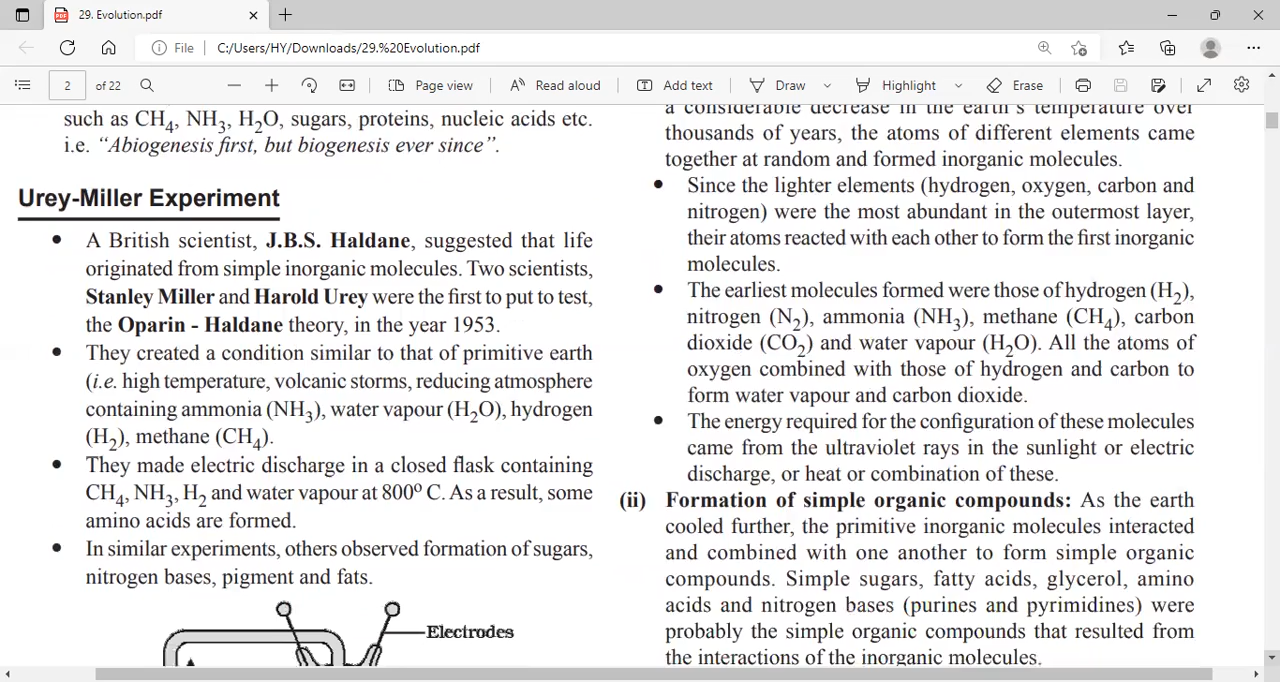 29. Evolution.pdf
File
C:/Users/HY/Downloads/29.%20Evolution.pdf
2
of 22
Page view
Read aloud
Add text
Draw
Highlight
Erase
such as CH₄, NH₃, H₂O, sugars, proteins, nucleic acids etc.
i.e. “Abiogenesis first, but biogenesis ever since”.
Urey-Miller Experiment
• A British scientist, J.B.S. Haldane, suggested that life
originated from simple inorganic molecules. Two scientists,
Stanley Miller and Harold Urey were the first to put to test,
the Oparin - Haldane theory, in the year 1953.
• They created a condition similar to that of primitive earth
(i.e. high temperature, volcanic storms, reducing atmosphere
containing ammonia (NH₃), water vapour (H₂O), hydrogen
(H₂), methane (CH₄).
• They made electric discharge in a closed flask containing
CH₄, NH₃, H₂ and water vapour at 800⁰ C. As a result, some
amino acids are formed.
• In similar experiments, others observed formation of sugars,
nitrogen bases, pigment and fats.
Electrodes
a considerable decrease in the earth’s temperature over
thousands of years, the atoms of different elements came
together at random and formed inorganic molecules.
• Since the lighter elements (hydrogen, oxygen, carbon and
nitrogen) were the most abundant in the outermost layer,
their atoms reacted with each other to form the first inorganic
molecules.
• The earliest molecules formed were those of hydrogen (H₂),
nitrogen (N₂), ammonia (NH₃), methane (CH₄), carbon
dioxide (CO₂) and water vapour (H₂O). All the atoms of
oxygen combined with those of hydrogen and carbon to
form water vapour and carbon dioxide.
• The energy required for the configuration of these molecules
came from the ultraviolet rays in the sunlight or electric
discharge, or heat or combination of these.
(ii) Formation of simple organic compounds: As the earth
cooled further, the primitive inorganic molecules interacted
and combined with one another to form simple organic
compounds. Simple sugars, fatty acids, glycerol, amino
acids and nitrogen bases (purines and pyrimidines) were
probably the simple organic compounds that resulted from
the interactions of the inorganic molecules.